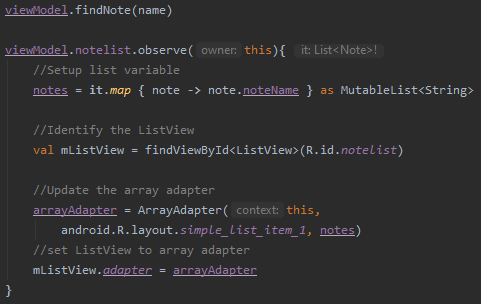 viewModel.findNote(name)
viewModel.notelist.observe( owner: this){ it: List<Note>!
//Setup list variable
notes = it.map { note -> note.noteName } as MutableList<String>
//Identify the ListView
val mListView = findViewById<ListView>(R.id.notelist)
//Update the array adapter
arrayAdapter = ArrayAdapter( context: this,
android.R.layout.simple_list_item_1, notes)
//set ListView to array adapter
mListView.adapter = arrayAdapter
}